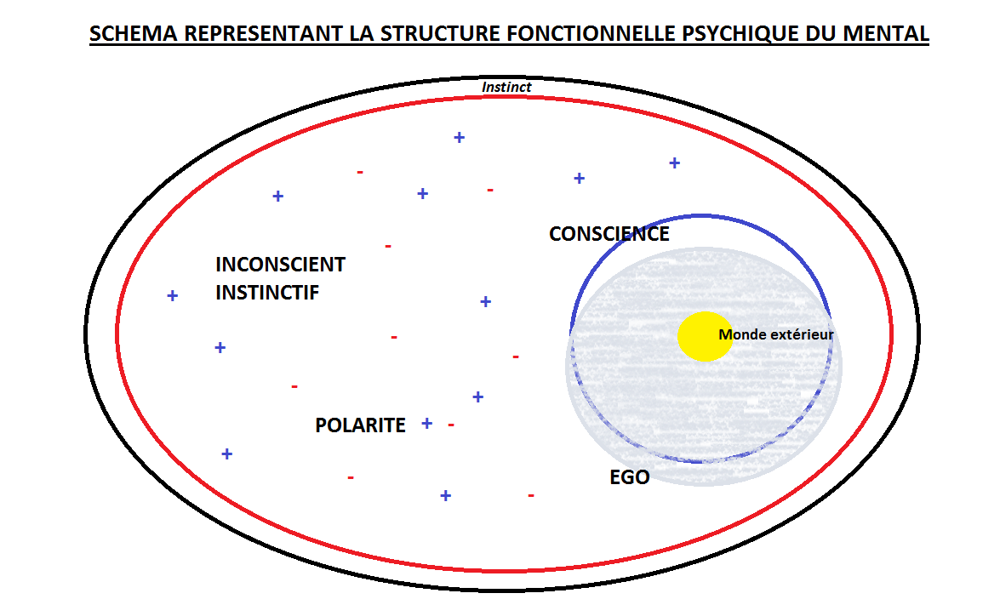 SCHEMA REPRESENTANT LA STRUCTURE FONCTIONNELLE PSYCHIQUE DU MENTAL
Instinct
CONSCIENCE
INCONSCIENT
INSTINCTIF
Monde extérieur
POLARITE + -
EGO